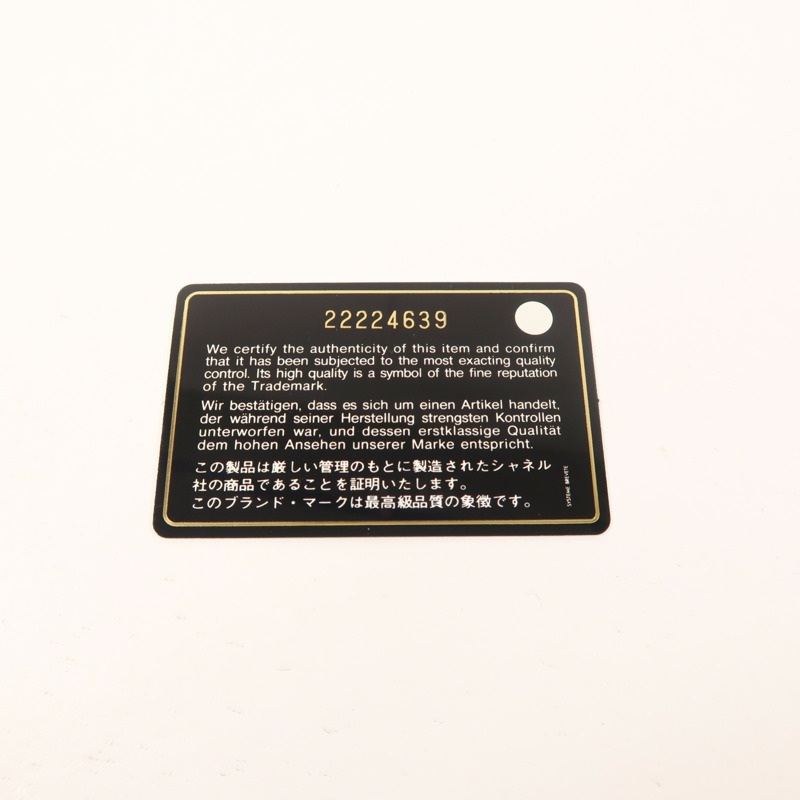 22224639
We certify the authenticity of this item and confirm
that it has been subjected to the most exacting quality
control. Its high quality is a symbol of the fine reputation
of the Trademark.
Wir bestätigen, dass es sich um einen Artikel handelt,
der während seiner Herstellung strengsten Kontrollen
unterworfen war, und dessen erstklassige Qualität
dem hohen Ansehen unserer Marke entspricht.
この製品は厳しい管理のもとに製造されたシャネル
社の商品であることを証明いたします。
このブランド・マークは最高級品質の象徴です。
SYSTEME BREVETE